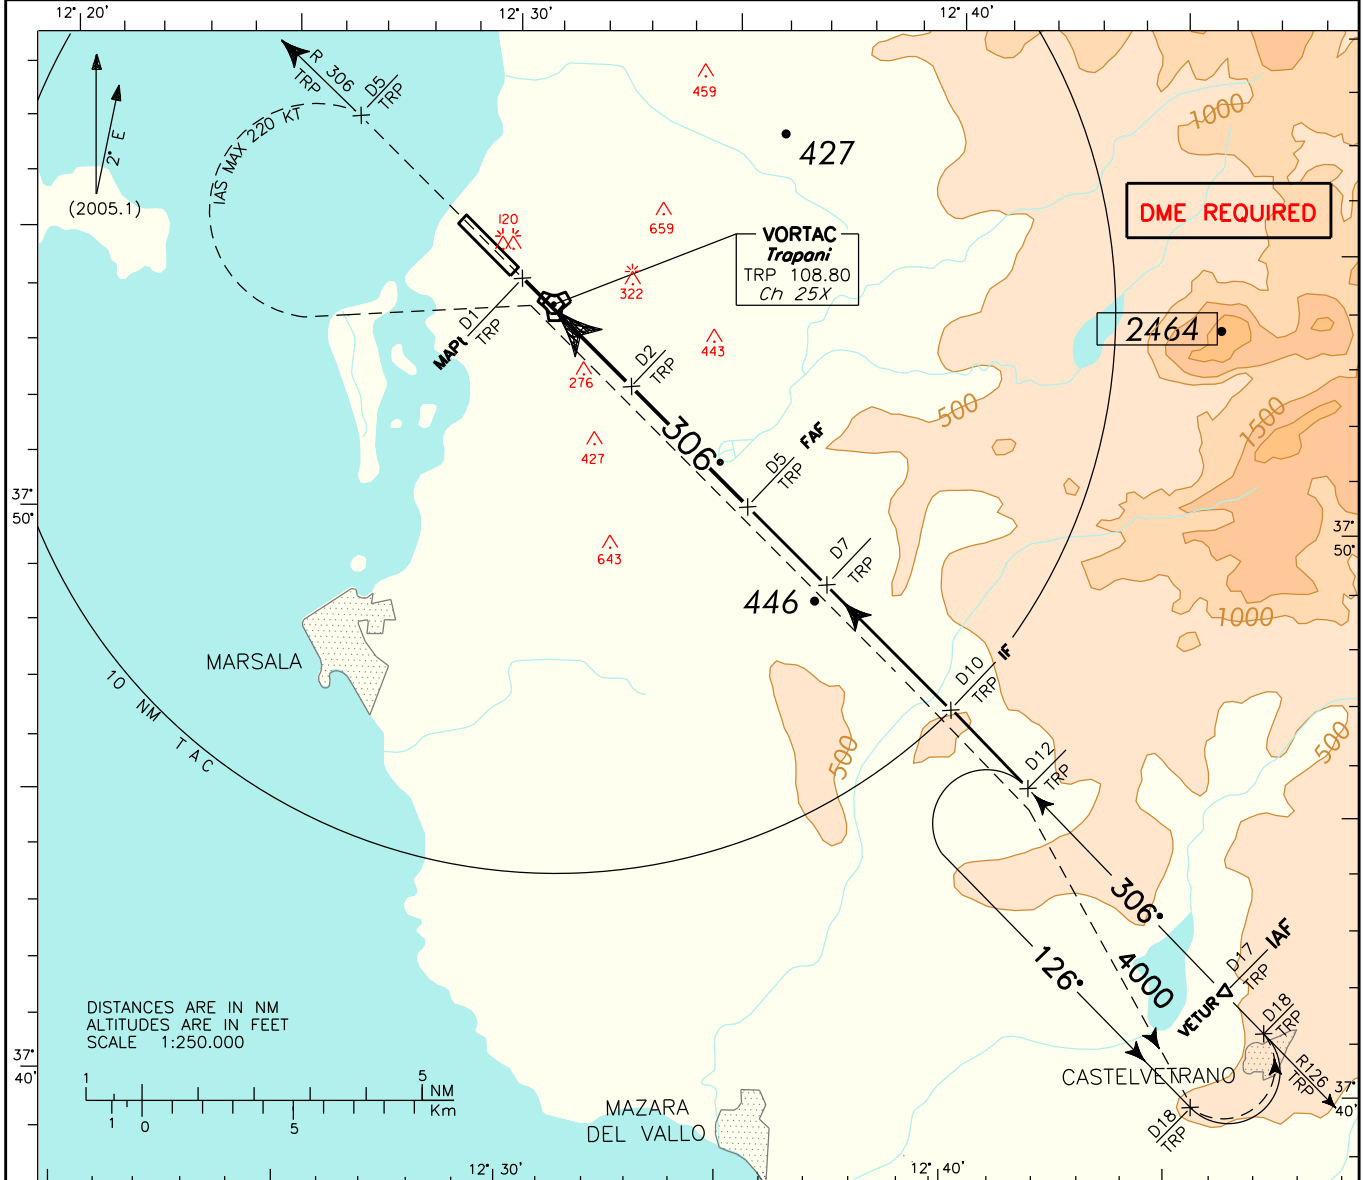 12° 20'
12° 30'
12° 40'
R 306
TRP
D5
TRP
IAS MAX 220 KT
2° E
(2005.1)
459
427
1000
DME REQUIRED
120
659
VORTAC
Trapani
TRP 108.80
Ch 25X
322
2464
D1
TRP
MAPt
443
D2
TRP
276
500
1500
306°
427
D5
TRP
FAF
37°
50'
37°
50'
643
D7
TRP
446
1000
MARSALA
D10
TRP
IF
10 NM TAC
500
500
D12
TRP
306°
126°
4000
D17
TRP
IAF
VETUR
D18
TRP
DISTANCES ARE IN NM
ALTITUDES ARE IN FEET
SCALE 1:250.000
R126
TRP
37°
40'
37°
40'
CASTELVETRANO
1 5 NM
1 0 5 Km
MAZARA
DEL VALLO
D18
TRP
12° 30'
12° 40'